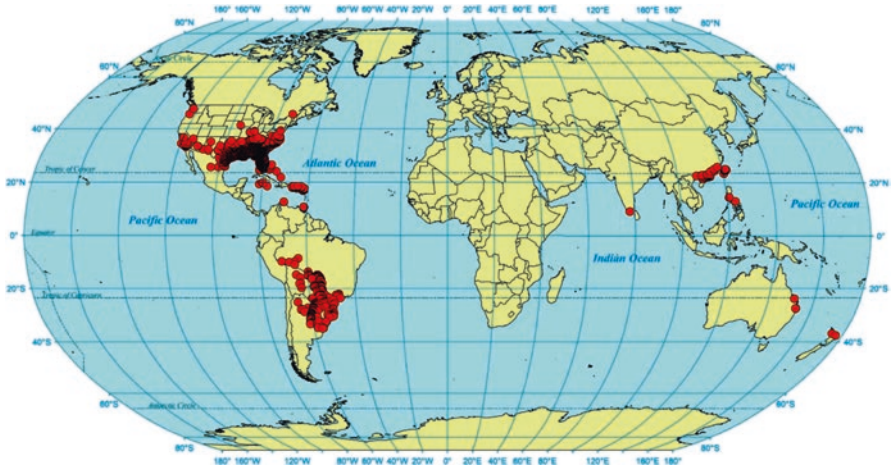 180° 160°W 120°W 80°W 60°W 40°W 20°W 0° 20°E 40°E 60°E 80°E 120°E 160°E 180°
80°N 80°N
60°N Circle 60°N
40°N 40°N
Atlantic Ocean
Tropic of Cancer
20°N 20°N
Pacific Ocean Pacific Ocean
0° Equator 0°
Indian Ocean
20°S 20°S
Tropic of Capricorn
40°S 40°S
60°S Antarctic Circle 60°S
80°S 80°S
180° 160°W 120°W 80°W 60°W 40°W 20°W 0° 20°E 40°E 60°E 80°E 120°E 160°E 180°